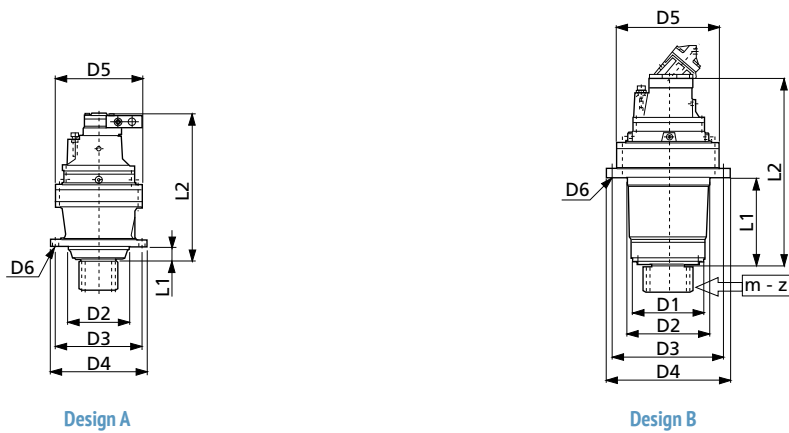 D5
L2
D6
L1
D2
D3
D4
Design A
D5
D6
L1
L2
m - z
D1
D2
D3
D4
Design B